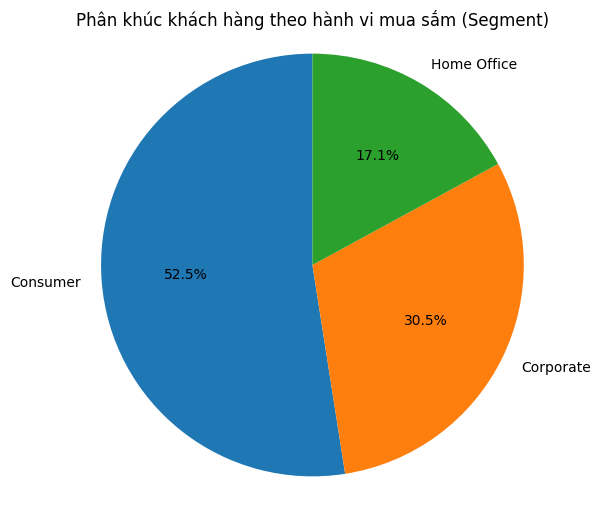 Phân khúc khách hàng theo hành vi mua sắm (Segment)
Home Office
17.1%
Consumer
52.5%
30.5%
Corporate